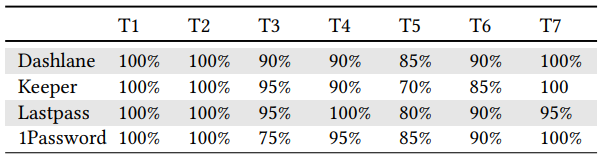 T1 T2 T3 T4 T5 T6 T7
Dashlane 100% 100% 90% 90% 85% 90% 100%
Keeper 100% 100% 95% 90% 70% 85% 100
Lastpass 100% 100% 95% 100% 80% 90% 95%
1Password 100% 100% 75% 95% 85% 90% 100%